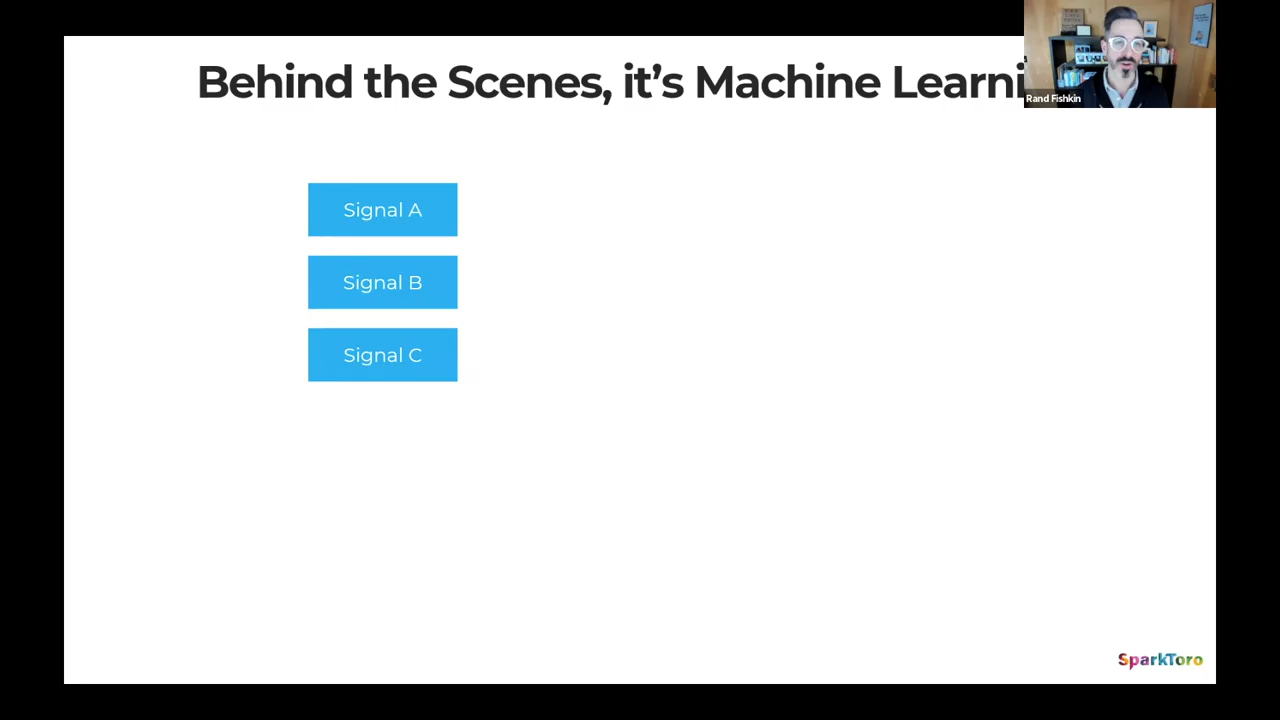 Behind the Scenes, it's Machine Learni
Rand Fishkin
Signal A
Signal B
Signal C
SparkToro